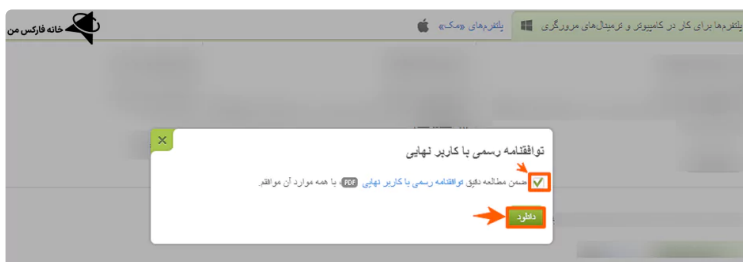 پلتفرم‌ها برای کار در کامپیوتر و ترمینال‌های مرورگری
پلتفرم‌های «مک»
خانه فارکس من
توافقنامه رسمی با کاربر نهایی
ضمن مطالعه دقیق توافقنامه رسمی با کاربر نهایی PDF، با همه موارد آن موافقم.
دانلود